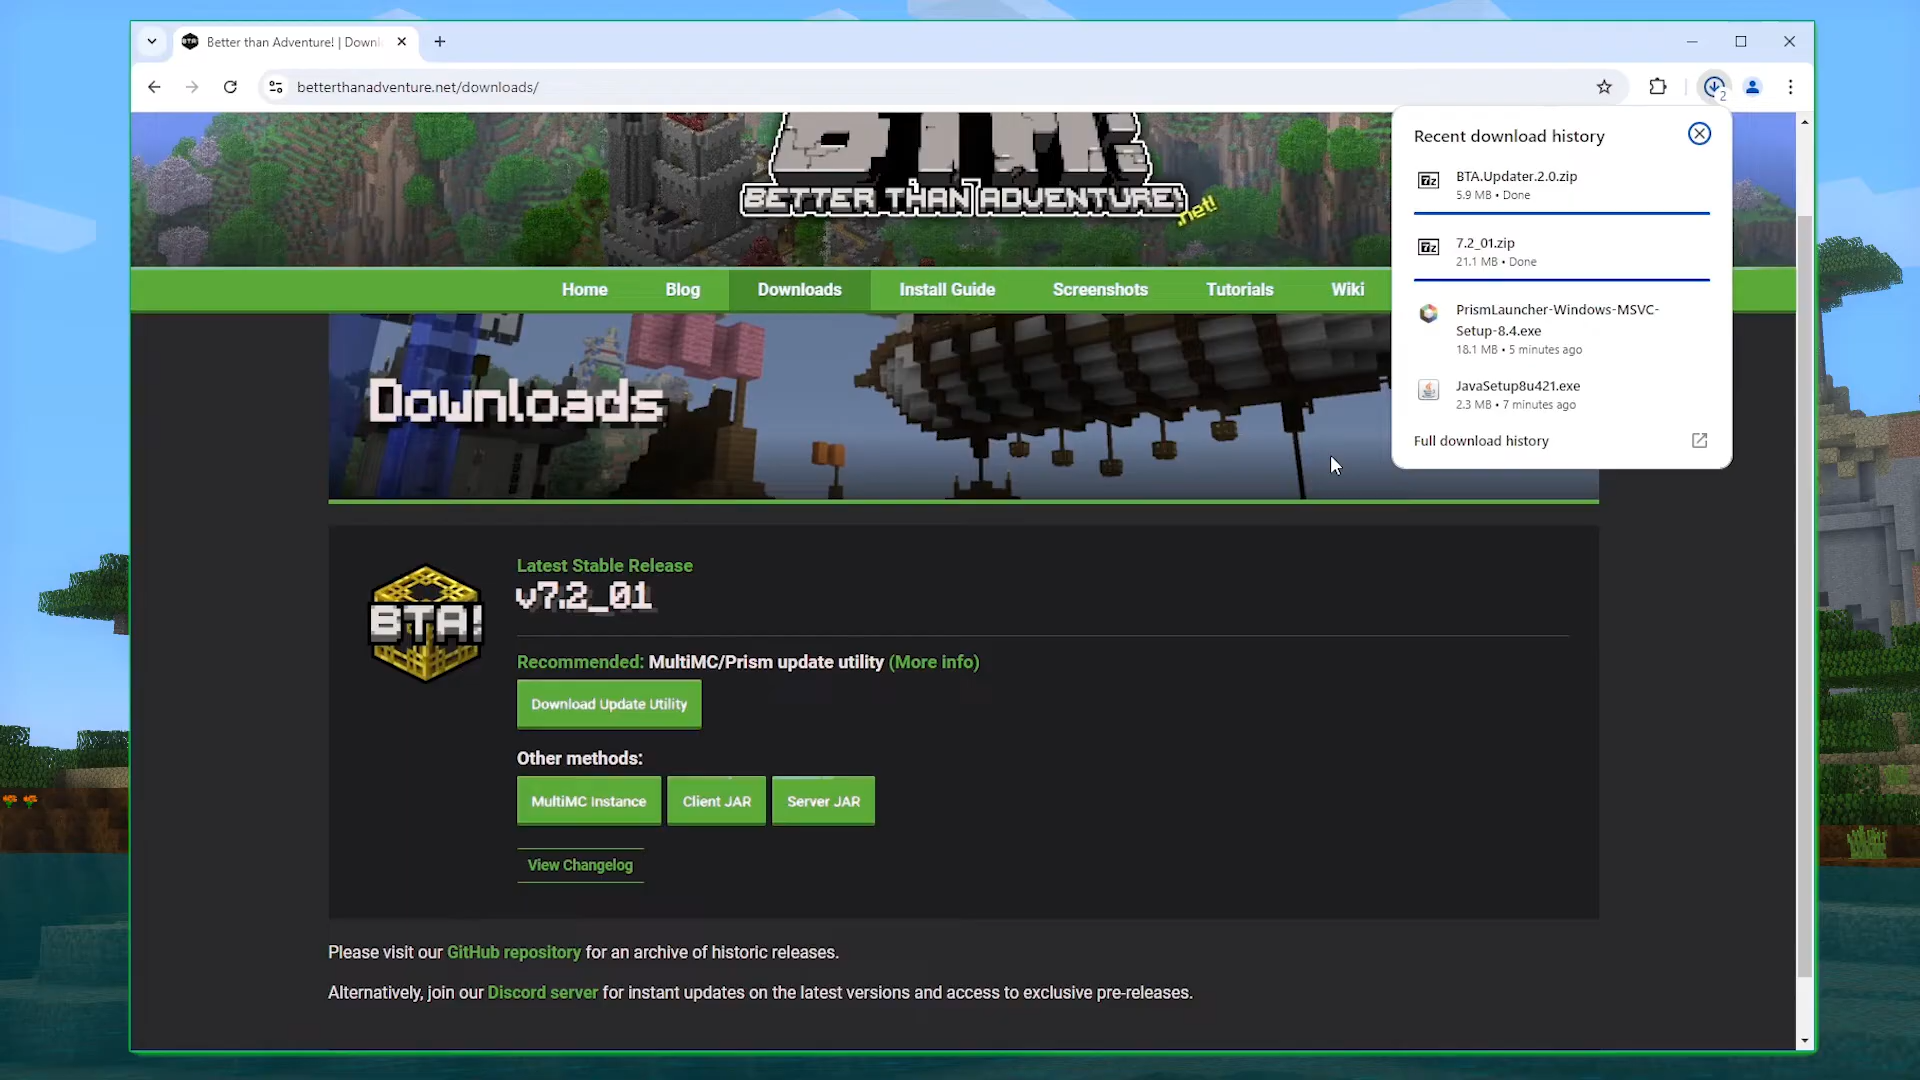 Better than Adventure! | Downl
betterthanadventure.net/downloads/
2
BTA!
BETTER THAN ADVENTURE!
.net!
Home
Blog
Downloads
Install Guide
Screenshots
Tutorials
Wiki
Recent download history
7z
BTA.Updater.2.0.zip
5.9 MB • Done
7z
7.2_01.zip
21.1 MB • Done
PrismLauncher-Windows-MSVC-
Setup-8.4.exe
18.1 MB • 5 minutes ago
JavaSetup8u421.exe
2.3 MB • 7 minutes ago
Full download history
Downloads
BTA!
Latest Stable Release
v7.2_01
Recommended: MultiMC/Prism update utility (More info)
Download Update Utility
Other methods:
MultiMC Instance
Client JAR
Server JAR
View Changelog
Please visit our GitHub repository for an archive of historic releases.
Alternatively, join our Discord server for instant updates on the latest versions and access to exclusive pre-releases.